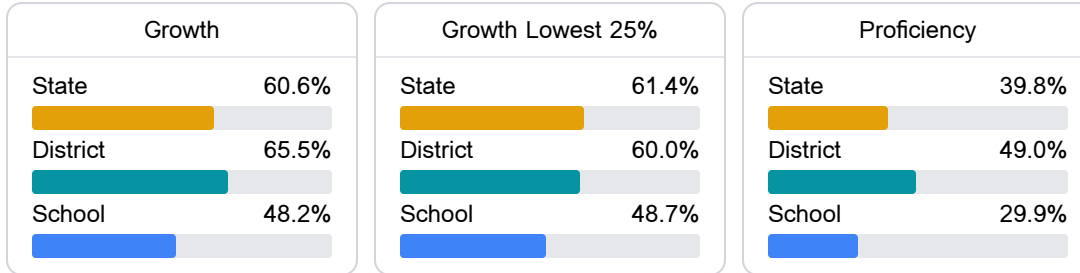 Growth
State 60.6%
District 65.5%
School 48.2%
Growth Lowest 25%
State 61.4%
District 60.0%
School 48.7%
Proficiency
State 39.8%
District 49.0%
School 29.9%